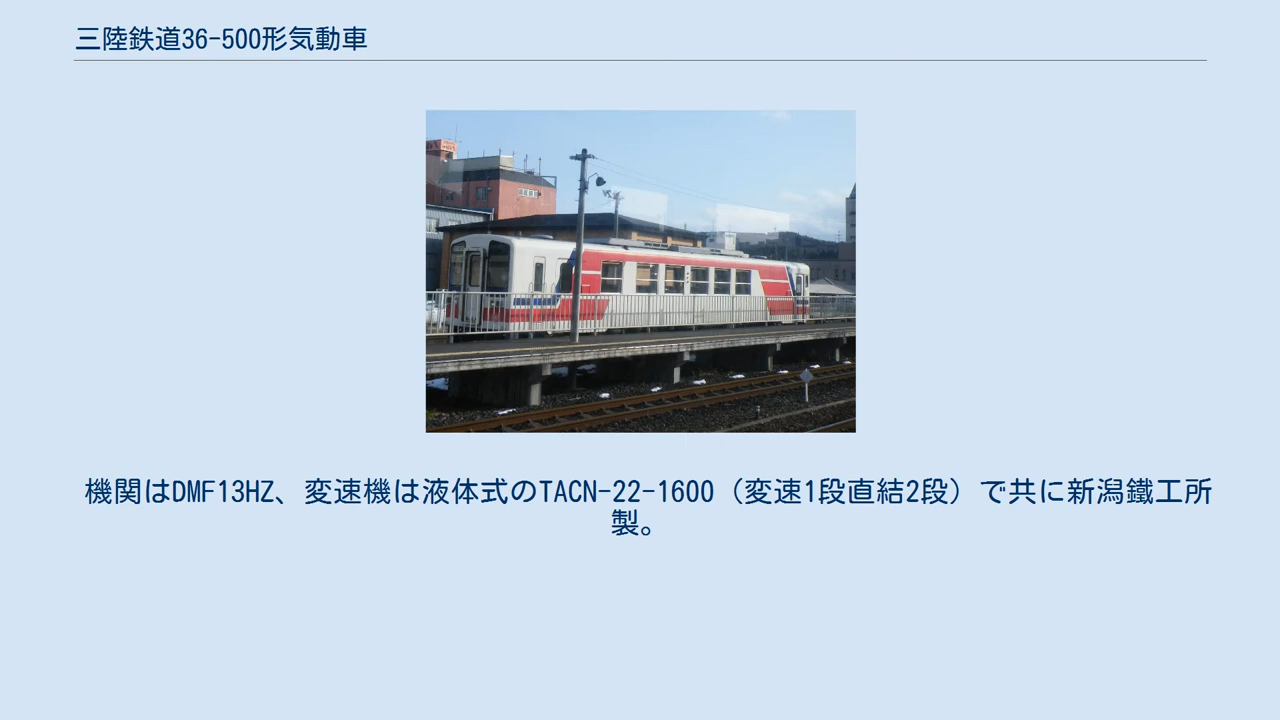 三陸鉄道36-500形気動車
機関はDMF13HZ、変速機は液体式のTACN-22-1600（変速1段直結2段）で共に新潟鐵工所
製。